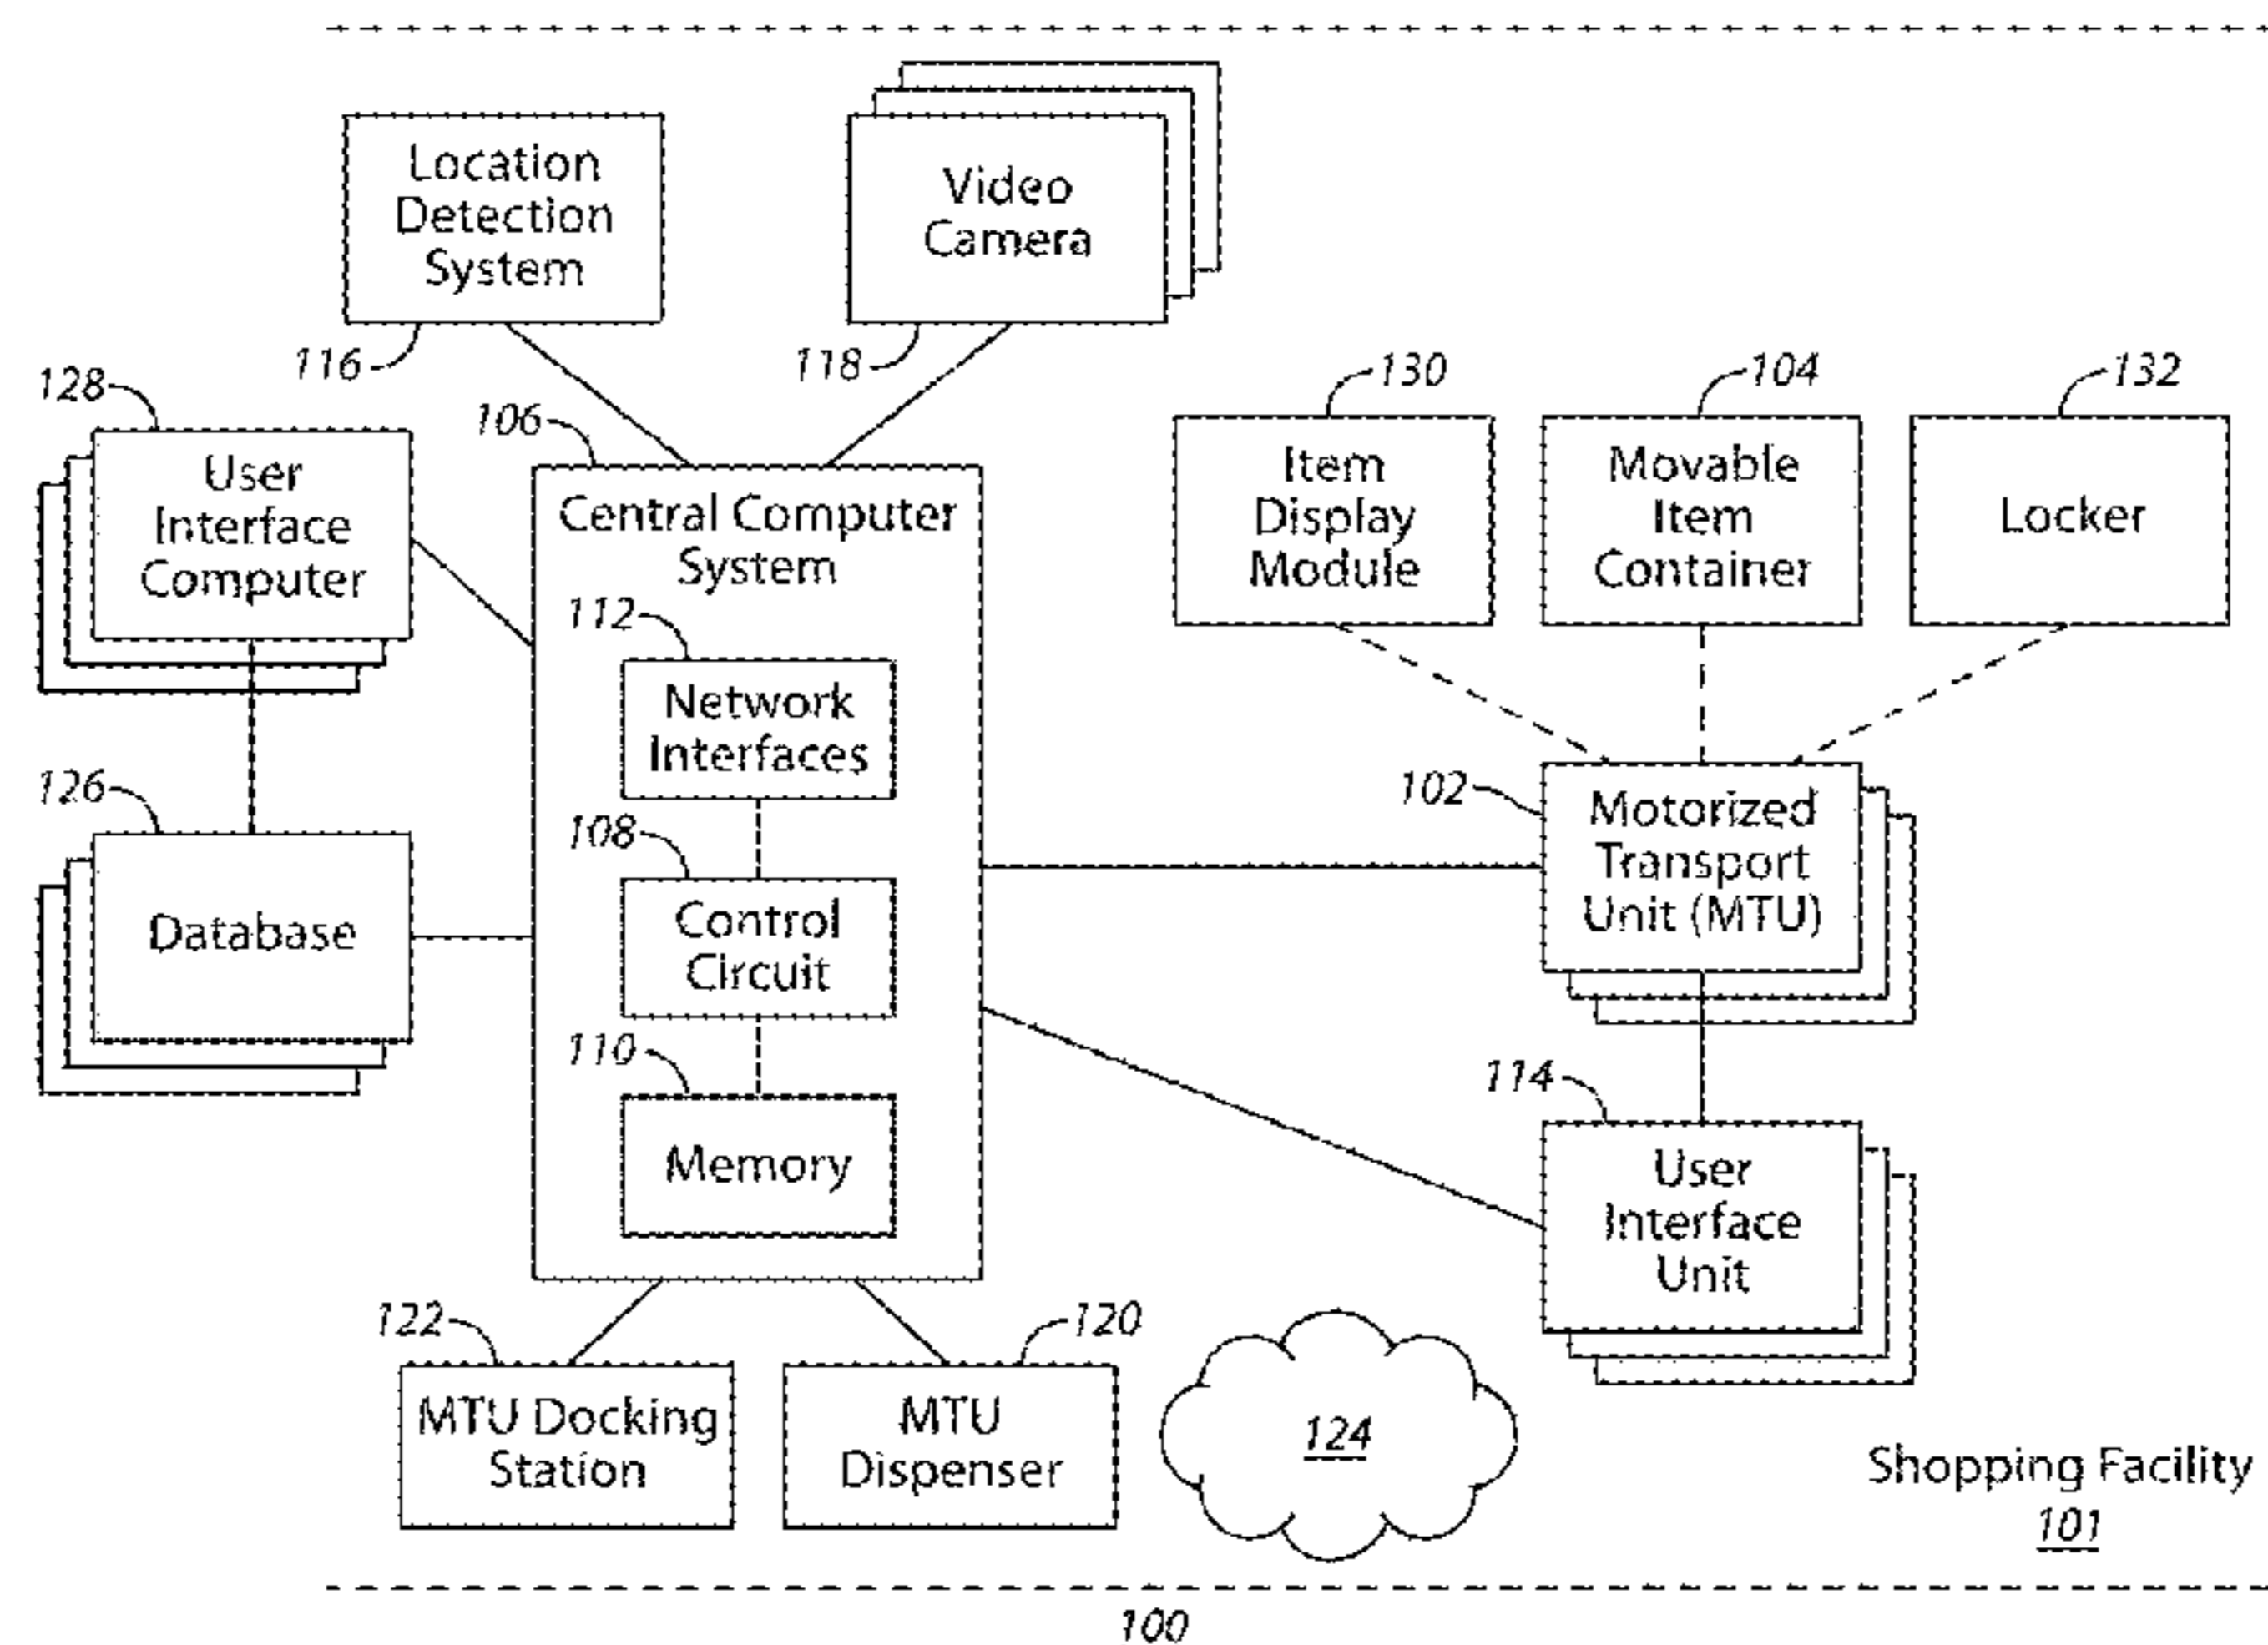 Location
Detection
System
116
Video
Camera
118
128
User
Interface
Computer
106
Central Computer
System
112
Network
Interfaces
108
Control
Circuit
110
Memory
126
Database
130
Item
Display
Module
104
Movable
Item
Container
132
Locker
102
Motorized
Transport
Unit (MTU)
114
User
Interface
Unit
122
MTU Docking
Station
120
MTU
Dispenser
124
Shopping Facility
101
100